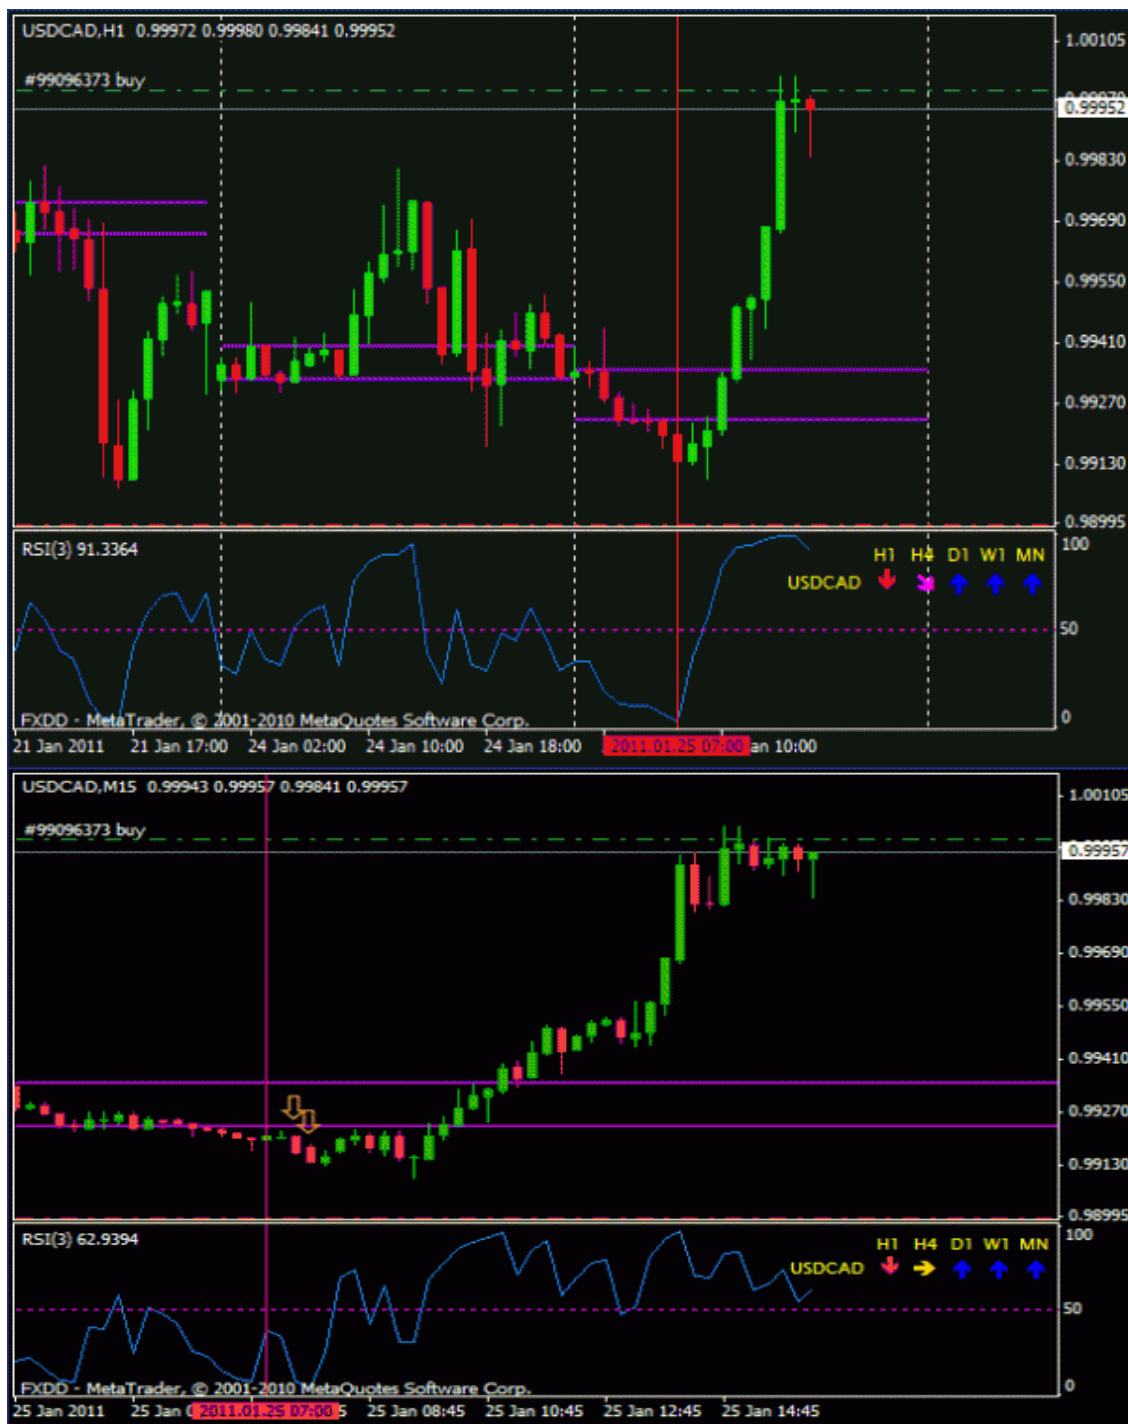 USDCAD,H1 0.99972 0.99980 0.99841 0.99952
1.00105
#99096373 buy
0.99952
0.99830
0.99690
0.99550
0.99410
0.99270
0.99130
0.98995
RSI(3) 91.3364
100
H1 H4 D1 W1 MN
USDCAD
50
0
FXDD - MetaTrader, © 2001-2010 MetaQuotes Software Corp.
21 Jan 2011 21 Jan 17:00 24 Jan 02:00 24 Jan 10:00 24 Jan 18:00 2011.01.25 07:00 an 10:00
USDCAD,M15 0.99943 0.99957 0.99841 0.99957
1.00105
#99096373 buy
0.99957
0.99830
0.99690
0.99550
0.99410
0.99270
0.99130
0.98995
RSI(3) 62.9394
100
H1 H4 D1 W1 MN
USDCAD
50
0
FXDD - MetaTrader, © 2001-2010 MetaQuotes Software Corp.
25 Jan 2011 25 Jan 2011.01.25 07:00 5 25 Jan 08:45 25 Jan 10:45 25 Jan 12:45 25 Jan 14:45